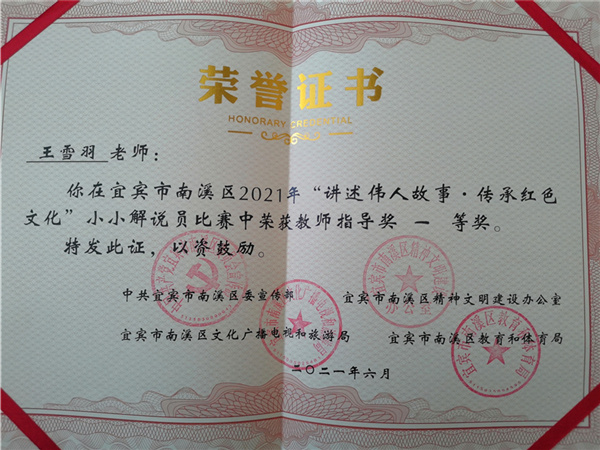 荣誉证书
HONORARY CREDENTIAL
王雪羽 老师：
你在宜宾市南溪区2021年“讲述伟人故事·传承红色
文化”小小解说员比赛中荣获教师指导奖 一 等奖。
特发此证，以资鼓励。
中共宜宾市南溪区委宣传部 宜宾市南溪区精神文明建设办公室
宜宾市南溪区文化广播电视和旅游局 宜宾市南溪区教育和体育局
二〇二一年六月